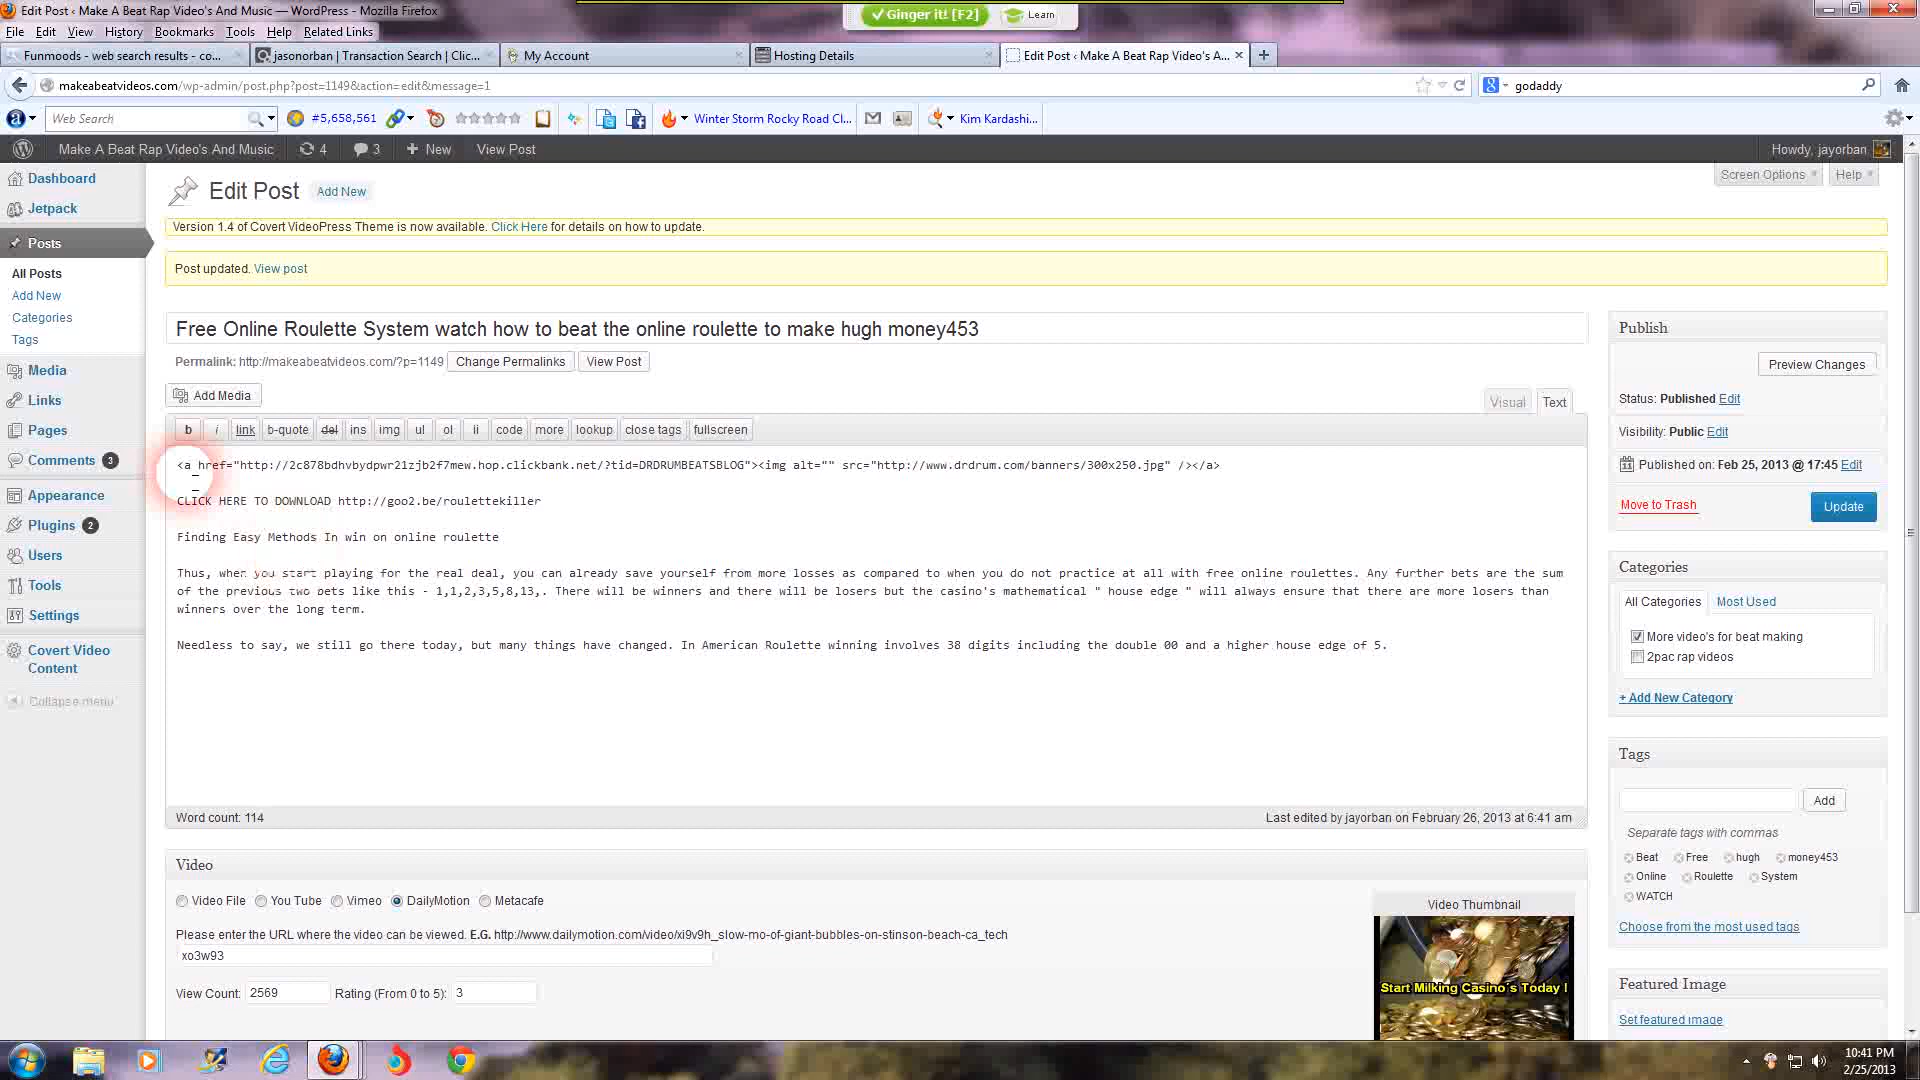 Edit Post ‹ Make A Beat Rap Video's And Music — WordPress - Mozilla Firefox
Ginger it! [F2] Learn
File Edit View History Bookmarks Tools Help Related Links
Funmoods - web search results - co... jasonorban | Transaction Search | Clic... My Account Hosting Details Edit Post ‹ Make A Beat Rap Video's A...
makeabeatvideos.com/wp-admin/post.php?post=1149&action=edit&message=1 godaddy
Web Search #5,658,561 Winter Storm Rocky Road Cl... Kim Kardashi...
Make A Beat Rap Video's And Music 4 3 + New View Post Howdy, jayorban
Screen Options Help
Dashboard
Jetpack
Posts
All Posts
Add New
Categories
Tags
Media
Links
Pages
Comments 3
Appearance
Plugins 2
Users
Tools
Settings
Covert Video
Content
Collapse menu
Edit Post Add New
Version 1.4 of Covert VideoPress Theme is now available. Click Here for details on how to update.
Post updated. View post
Free Online Roulette System watch how to beat the online roulette to make hugh money453
Permalink: http://makeabeatvideos.com/?p=1149 Change Permalinks View Post
Add Media Visual Text
b i link b-quote del ins img ul ol li code more lookup close tags fullscreen
<a href="http://2c878bdhvbydpwr21zjb2f7mew.hop.clickbank.net/?tid=DRDRUMBEATSBLOG"><img alt="" src="http://www.drdrum.com/banners/300x250.jpg" /></a>
CLICK HERE TO DOWNLOAD http://goo2.be/roulettekiller
Finding Easy Methods In win on online roulette
Thus, when you start playing for the real deal, you can already save yourself from more losses as compared to when you do not practice at all with free online roulettes. Any further bets are the sum
of the previous two bets like this - 1,1,2,3,5,8,13,. There will be winners and there will be losers but the casino's mathematical " house edge " will always ensure that there are more losers than
winners over the long term.
Needless to say, we still go there today, but many things have changed. In American Roulette winning involves 38 digits including the double 00 and a higher house edge of 5.
Word count: 114 Last edited by jayorban on February 26, 2013 at 6:41 am
Video
Video File You Tube Vimeo DailyMotion Metacafe
Please enter the URL where the video can be viewed. E.G. http://www.dailymotion.com/video/xi9v9h_slow-mo-of-giant-bubbles-on-stinson-beach-ca_tech
xo3w93
View Count: 2569 Rating (From 0 to 5): 3
Video Thumbnail
Start Milking Casino's Today !
Publish
Preview Changes
Status: Published Edit
Visibility: Public Edit
Published on: Feb 25, 2013 @ 17:45 Edit
Move to Trash Update
Categories
All Categories Most Used
More video's for beat making
2pac rap videos
+ Add New Category
Tags
Add
Separate tags with commas
Beat Free hugh money453
Online Roulette System
WATCH
Choose from the most used tags
Featured Image
Set featured image
10:41 PM
2/25/2013